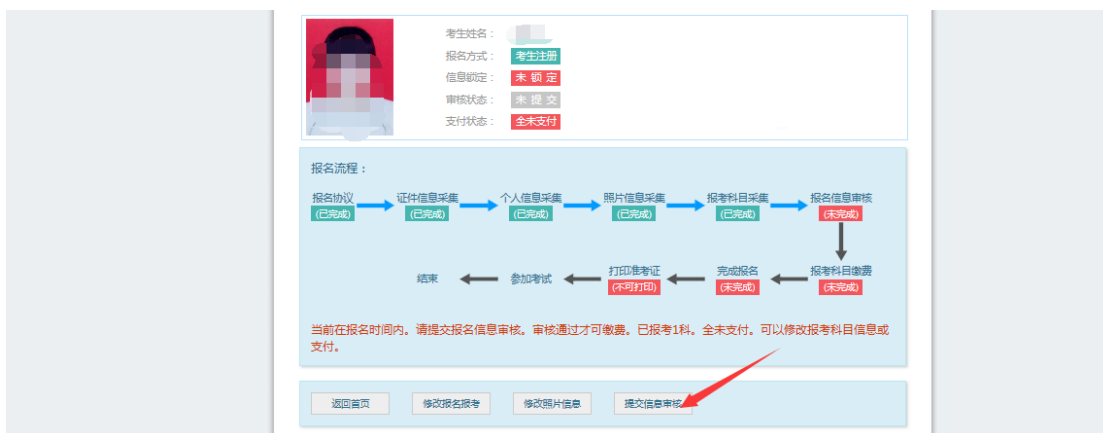 考生姓名：
报名方式： 考生注册
信息锁定： 未 锁 定
审核状态： 未 提 交
支付状态： 全未支付
报名流程：
报名协议 证件信息采集 个人信息采集 照片信息采集 报考科目采集 报名信息审核
(已完成) (已完成) (已完成) (已完成) (已完成) (未完成)
结束 参加考试 打印准考证 完成报名 报考科目缴费
(不可打印) (未完成) (未完成)
当前在报名时间内。请提交报名信息审核。审核通过才可缴费。已报考1科。全未支付。可以修改报考科目信息或
支付。
返回首页 修改报名报考 修改照片信息 提交信息审核